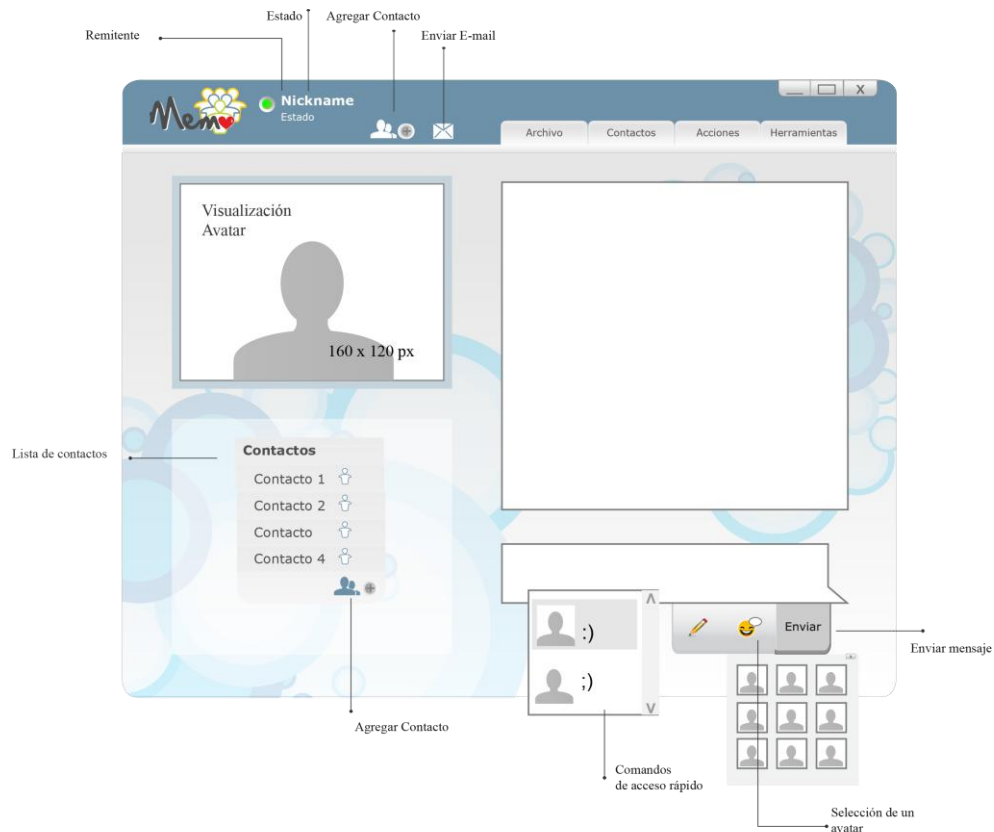 Estado
Agregar Contacto
Remitente
Enviar E-mail
Memo
Nickname
Estado
X
Archivo
Contactos
Acciones
Herramientas
Visualización
Avatar
160 x 120 px
Lista de contactos
Contactos
Contacto 1
Contacto 2
Contacto
Contacto 4
:)
;)
Enviar
Enviar mensaje
Agregar Contacto
Comandos
de acceso rápido
Selección de un
avatar